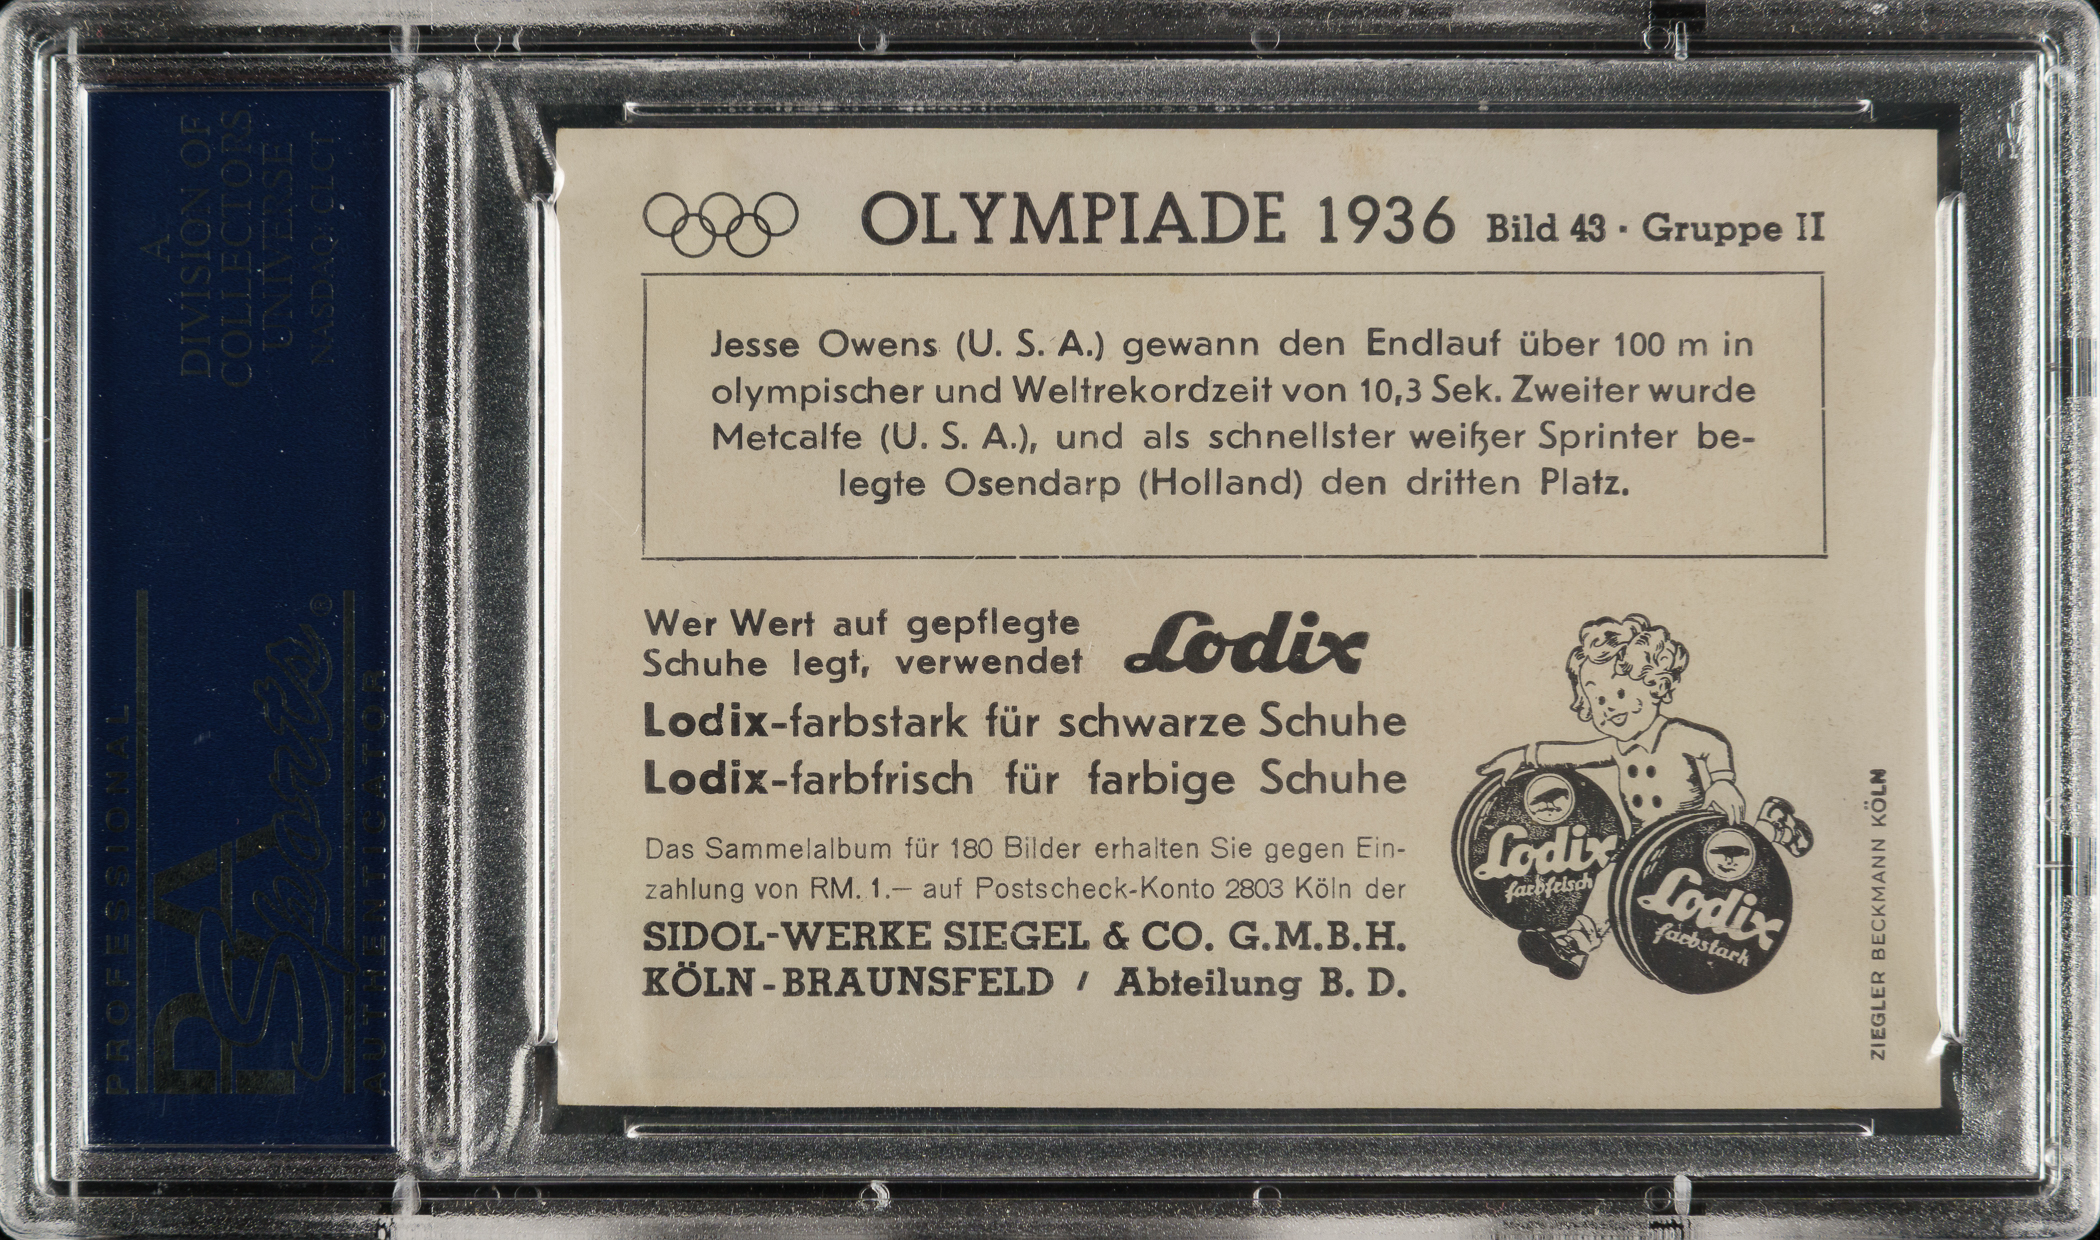 A
DIVISION OF
COLLECTORS
UNIVERSE
NASDAQ: CLCT
PROFESSIONAL
PSA
Sports®
AUTHENTICATOR
OLYMPIADE 1936 Bild 43 · Gruppe II
Jesse Owens (U. S. A.) gewann den Endlauf über 100 m in
olympischer und Weltrekordzeit von 10,3 Sek. Zweiter wurde
Metcalfe (U. S. A.), und als schnellster weißer Sprinter be-
legte Osendarp (Holland) den dritten Platz.
Wer Wert auf gepflegte
Schuhe legt, verwendet Lodix
Lodix-farbstark für schwarze Schuhe
Lodix-farbfrisch für farbige Schuhe
Das Sammelalbum für 180 Bilder erhalten Sie gegen Ein-
zahlung von RM. 1.— auf Postscheck-Konto 2803 Köln der
SIDOL-WERKE SIEGEL & CO. G.M.B.H.
KÖLN-BRAUNSFELD / Abteilung B. D.
Lodix
farbfrisch
Lodix
farbstark
ZIEGLER BECKMANN KÖLN